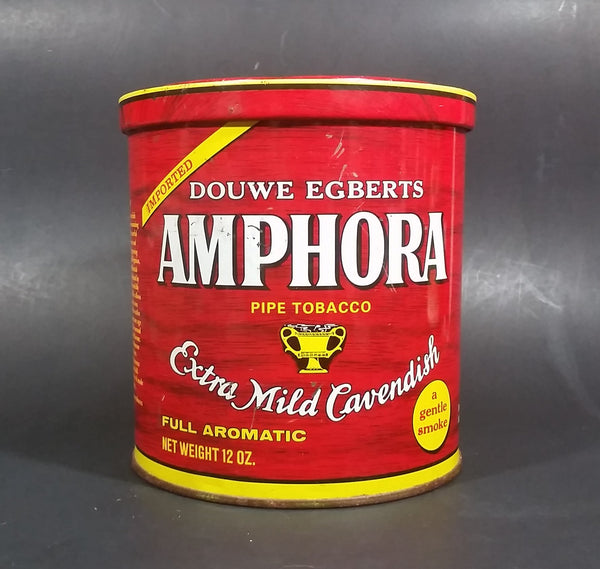 IMPORTED
DOUWE EGBERTS
AMPHORA
PIPE TOBACCO
Extra Mild Cavendish
FULL AROMATIC
NET WEIGHT 12 OZ.
a
gentle
smoke